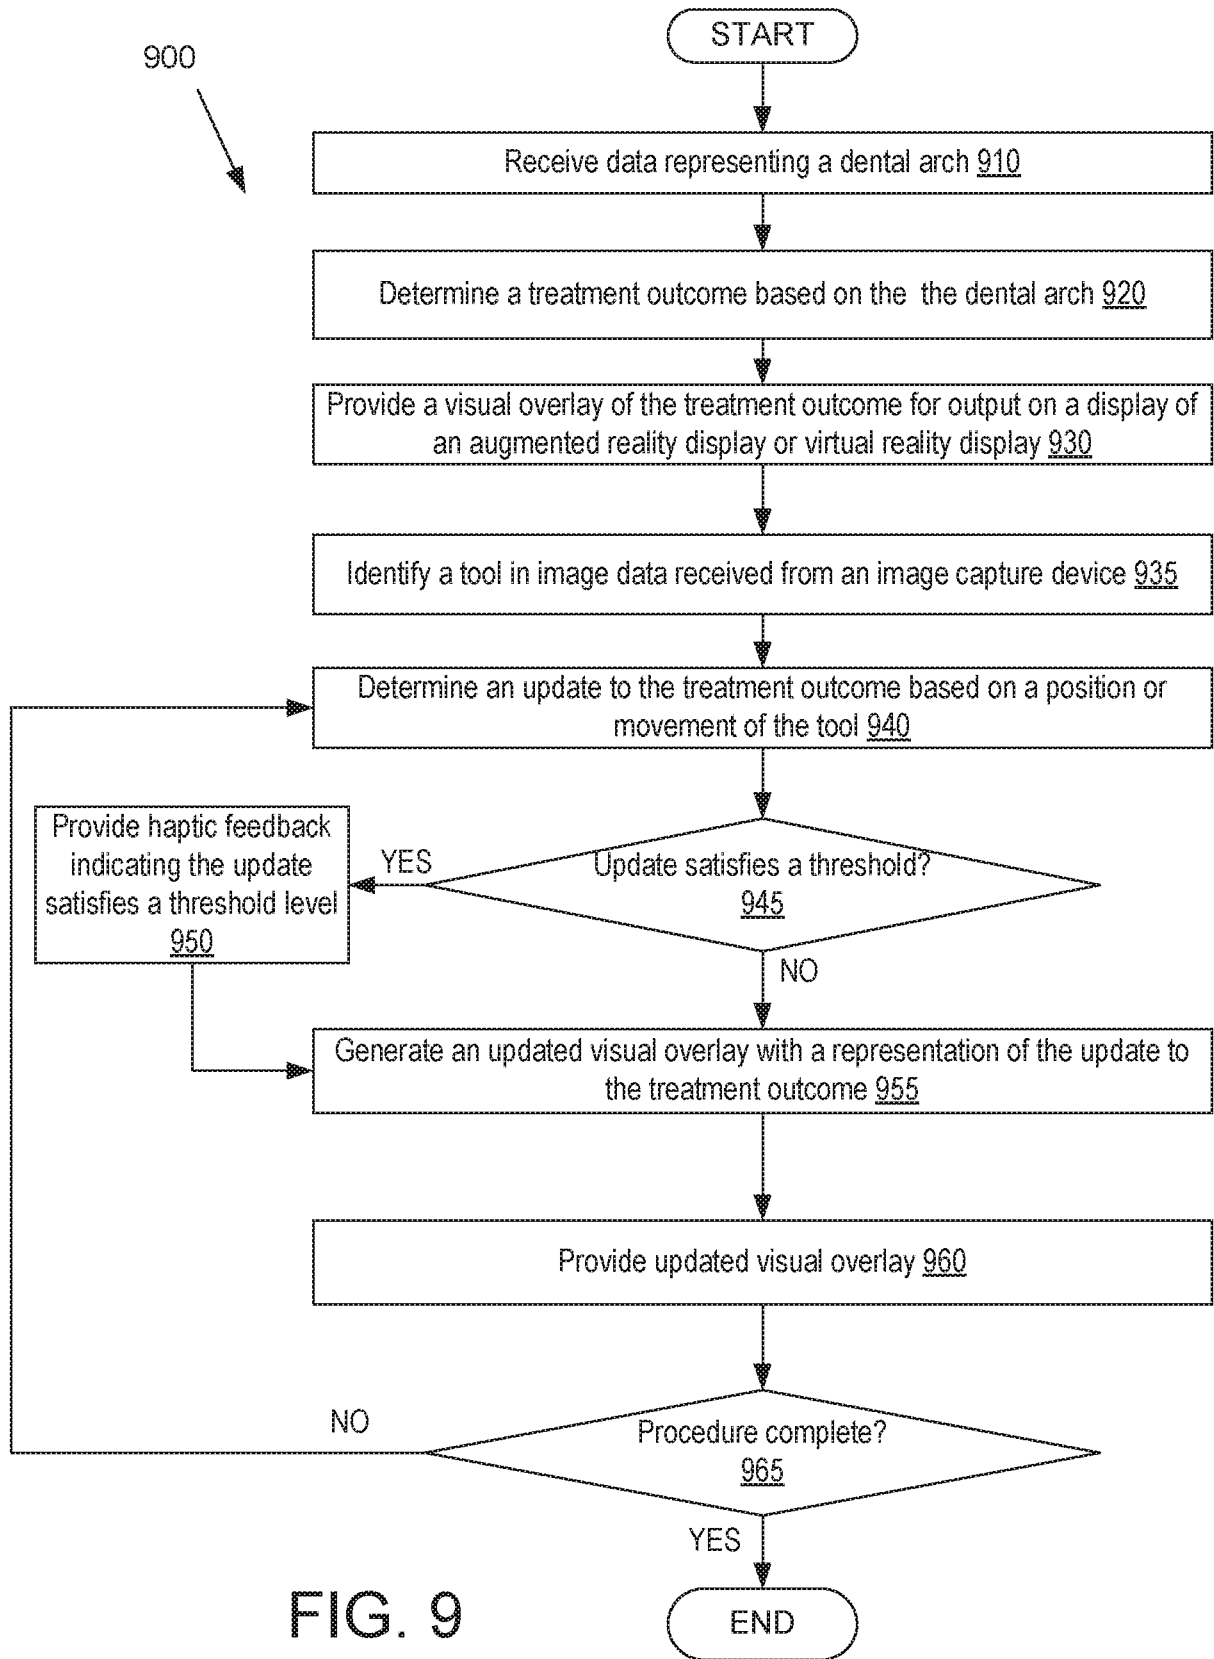 START
900
Receive data representing a dental arch 910
Determine a treatment outcome based on the the dental arch 920
Provide a visual overlay of the treatment outcome for output on a display of
an augmented reality display or virtual reality display 930
Identify a tool in image data received from an image capture device 935
Determine an update to the treatment outcome based on a position or
movement of the tool 940
Provide haptic feedback
indicating the update
satisfies a threshold level
950
YES
Update satisfies a threshold?
945
NO
Generate an updated visual overlay with a representation of the update to
the treatment outcome 955
Provide updated visual overlay 960
NO
Procedure complete?
965
YES
END
FIG. 9